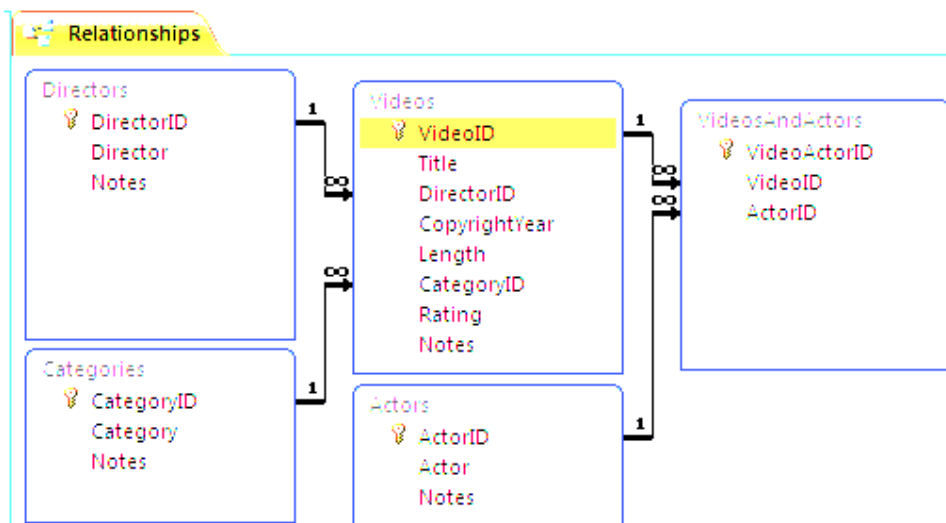 Relationships
Directors
DirectorID
Director
Notes
1
∞
Categories
CategoryID
Category
Notes
1
∞
Videos
VideoID
Title
DirectorID
CopyrightYear
Length
CategoryID
Rating
Notes
1
∞
Actors
ActorID
Actor
Notes
1
∞
VideosAndActors
VideoActorID
VideoID
ActorID